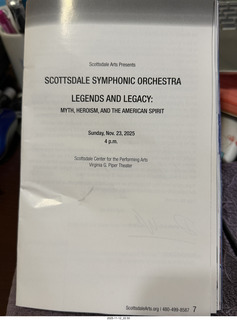 Scottsdale Arts Presents
SCOTTSDALE SYMPHONIC ORCHESTRA
LEGENDS AND LEGACY:
MYTH, HEROISM, AND THE AMERICAN SPIRIT
Sunday, Nov. 23, 2025
4 p.m.
Scottsdale Center for the Performing Arts
Virginia G. Piper Theater
ScottsdaleArts.org | 480-499-8587 7